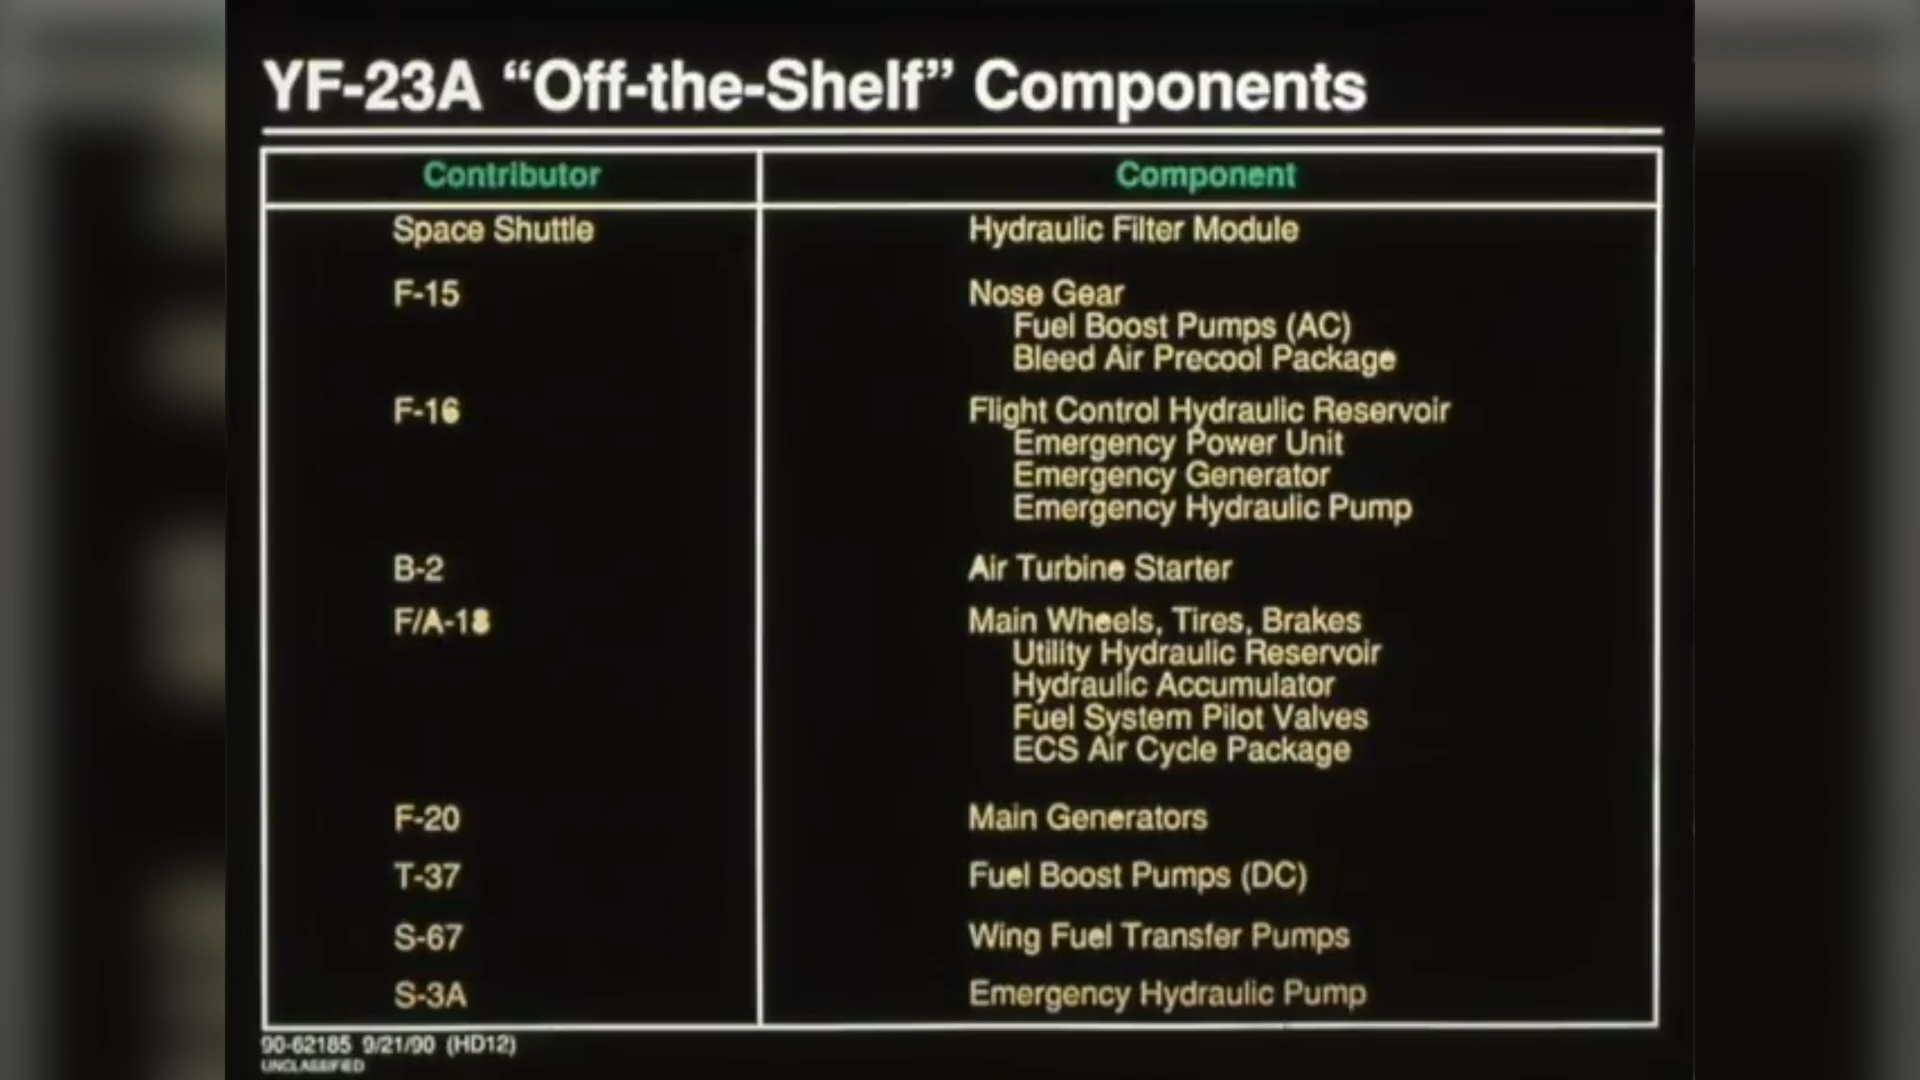 YF-23A “Off-the-Shelf” Components
Contributor Component
Space Shuttle Hydraulic Filter Module
F-15 Nose Gear
Fuel Boost Pumps (AC)
Bleed Air Precool Package
F-16 Flight Control Hydraulic Reservoir
Emergency Power Unit
Emergency Generator
Emergency Hydraulic Pump
B-2 Air Turbine Starter
F/A-18 Main Wheels, Tires, Brakes
Utility Hydraulic Reservoir
Hydraulic Accumulator
Fuel System Pilot Valves
ECS Air Cycle Package
F-20 Main Generators
T-37 Fuel Boost Pumps (DC)
S-67 Wing Fuel Transfer Pumps
S-3A Emergency Hydraulic Pump
90-62185 9/21/90 (HD12)
UNCLASSIFIED